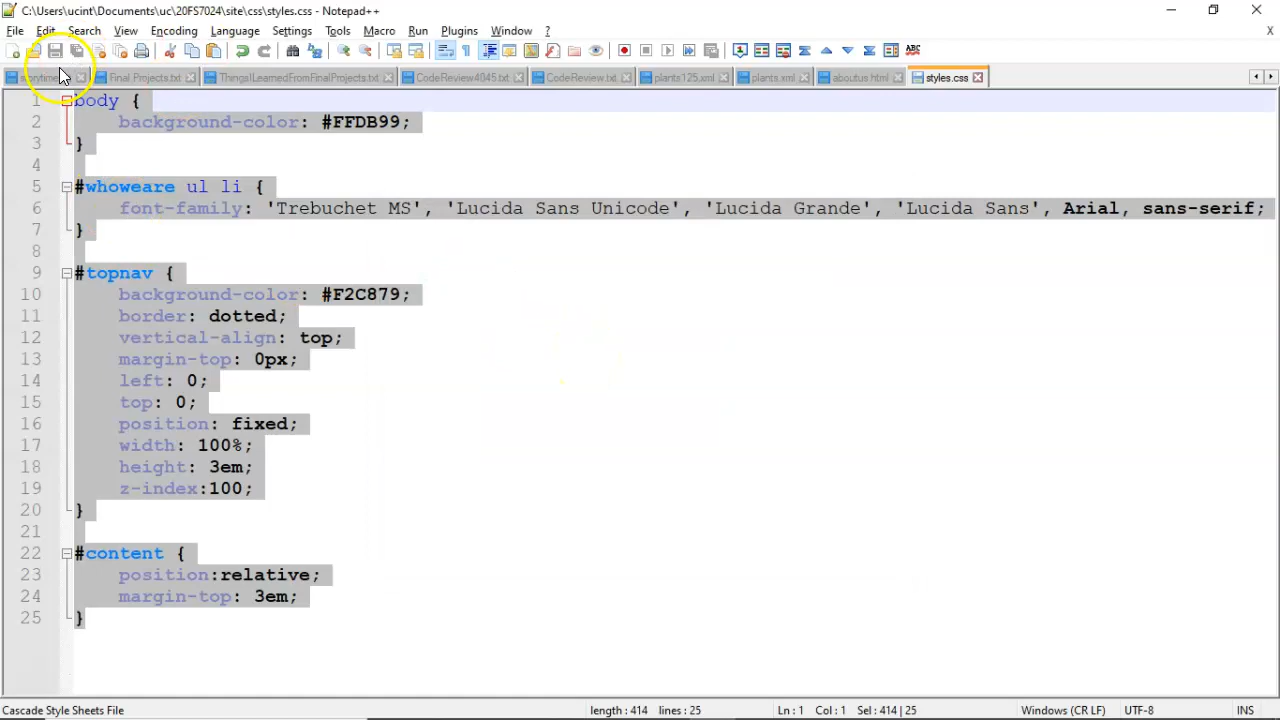 C:\Users\ucint\Documents\uc\20FS7024\site\css\styles.css - Notepad++
File Edit Search View Encoding Language Settings Tools Macro Run Plugins Window ? X
Final Projects.txt ThingsILearnedFromFinalProjects.txt CodeReview4045.txt CodeReview.txt plants125.xml plants.xml aboutus.html styles.css
1 body {
2 background-color: #FFDB99;
3 }
4
5 #whoweare ul li {
6 font-family: 'Trebuchet MS', 'Lucida Sans Unicode', 'Lucida Grande', 'Lucida Sans', Arial, sans-serif;
7 }
8
9 #topnav {
10 background-color: #F2C879;
11 border: dotted;
12 vertical-align: top;
13 margin-top: 0px;
14 left: 0;
15 top: 0;
16 position: fixed;
17 width: 100%;
18 height: 3em;
19 z-index:100;
20 }
21
22 #content {
23 position:relative;
24 margin-top: 3em;
25 }
Cascade Style Sheets File length : 414 lines : 25 Ln : 1 Col : 1 Sel : 414 | 25 Windows (CR LF) UTF-8 INS